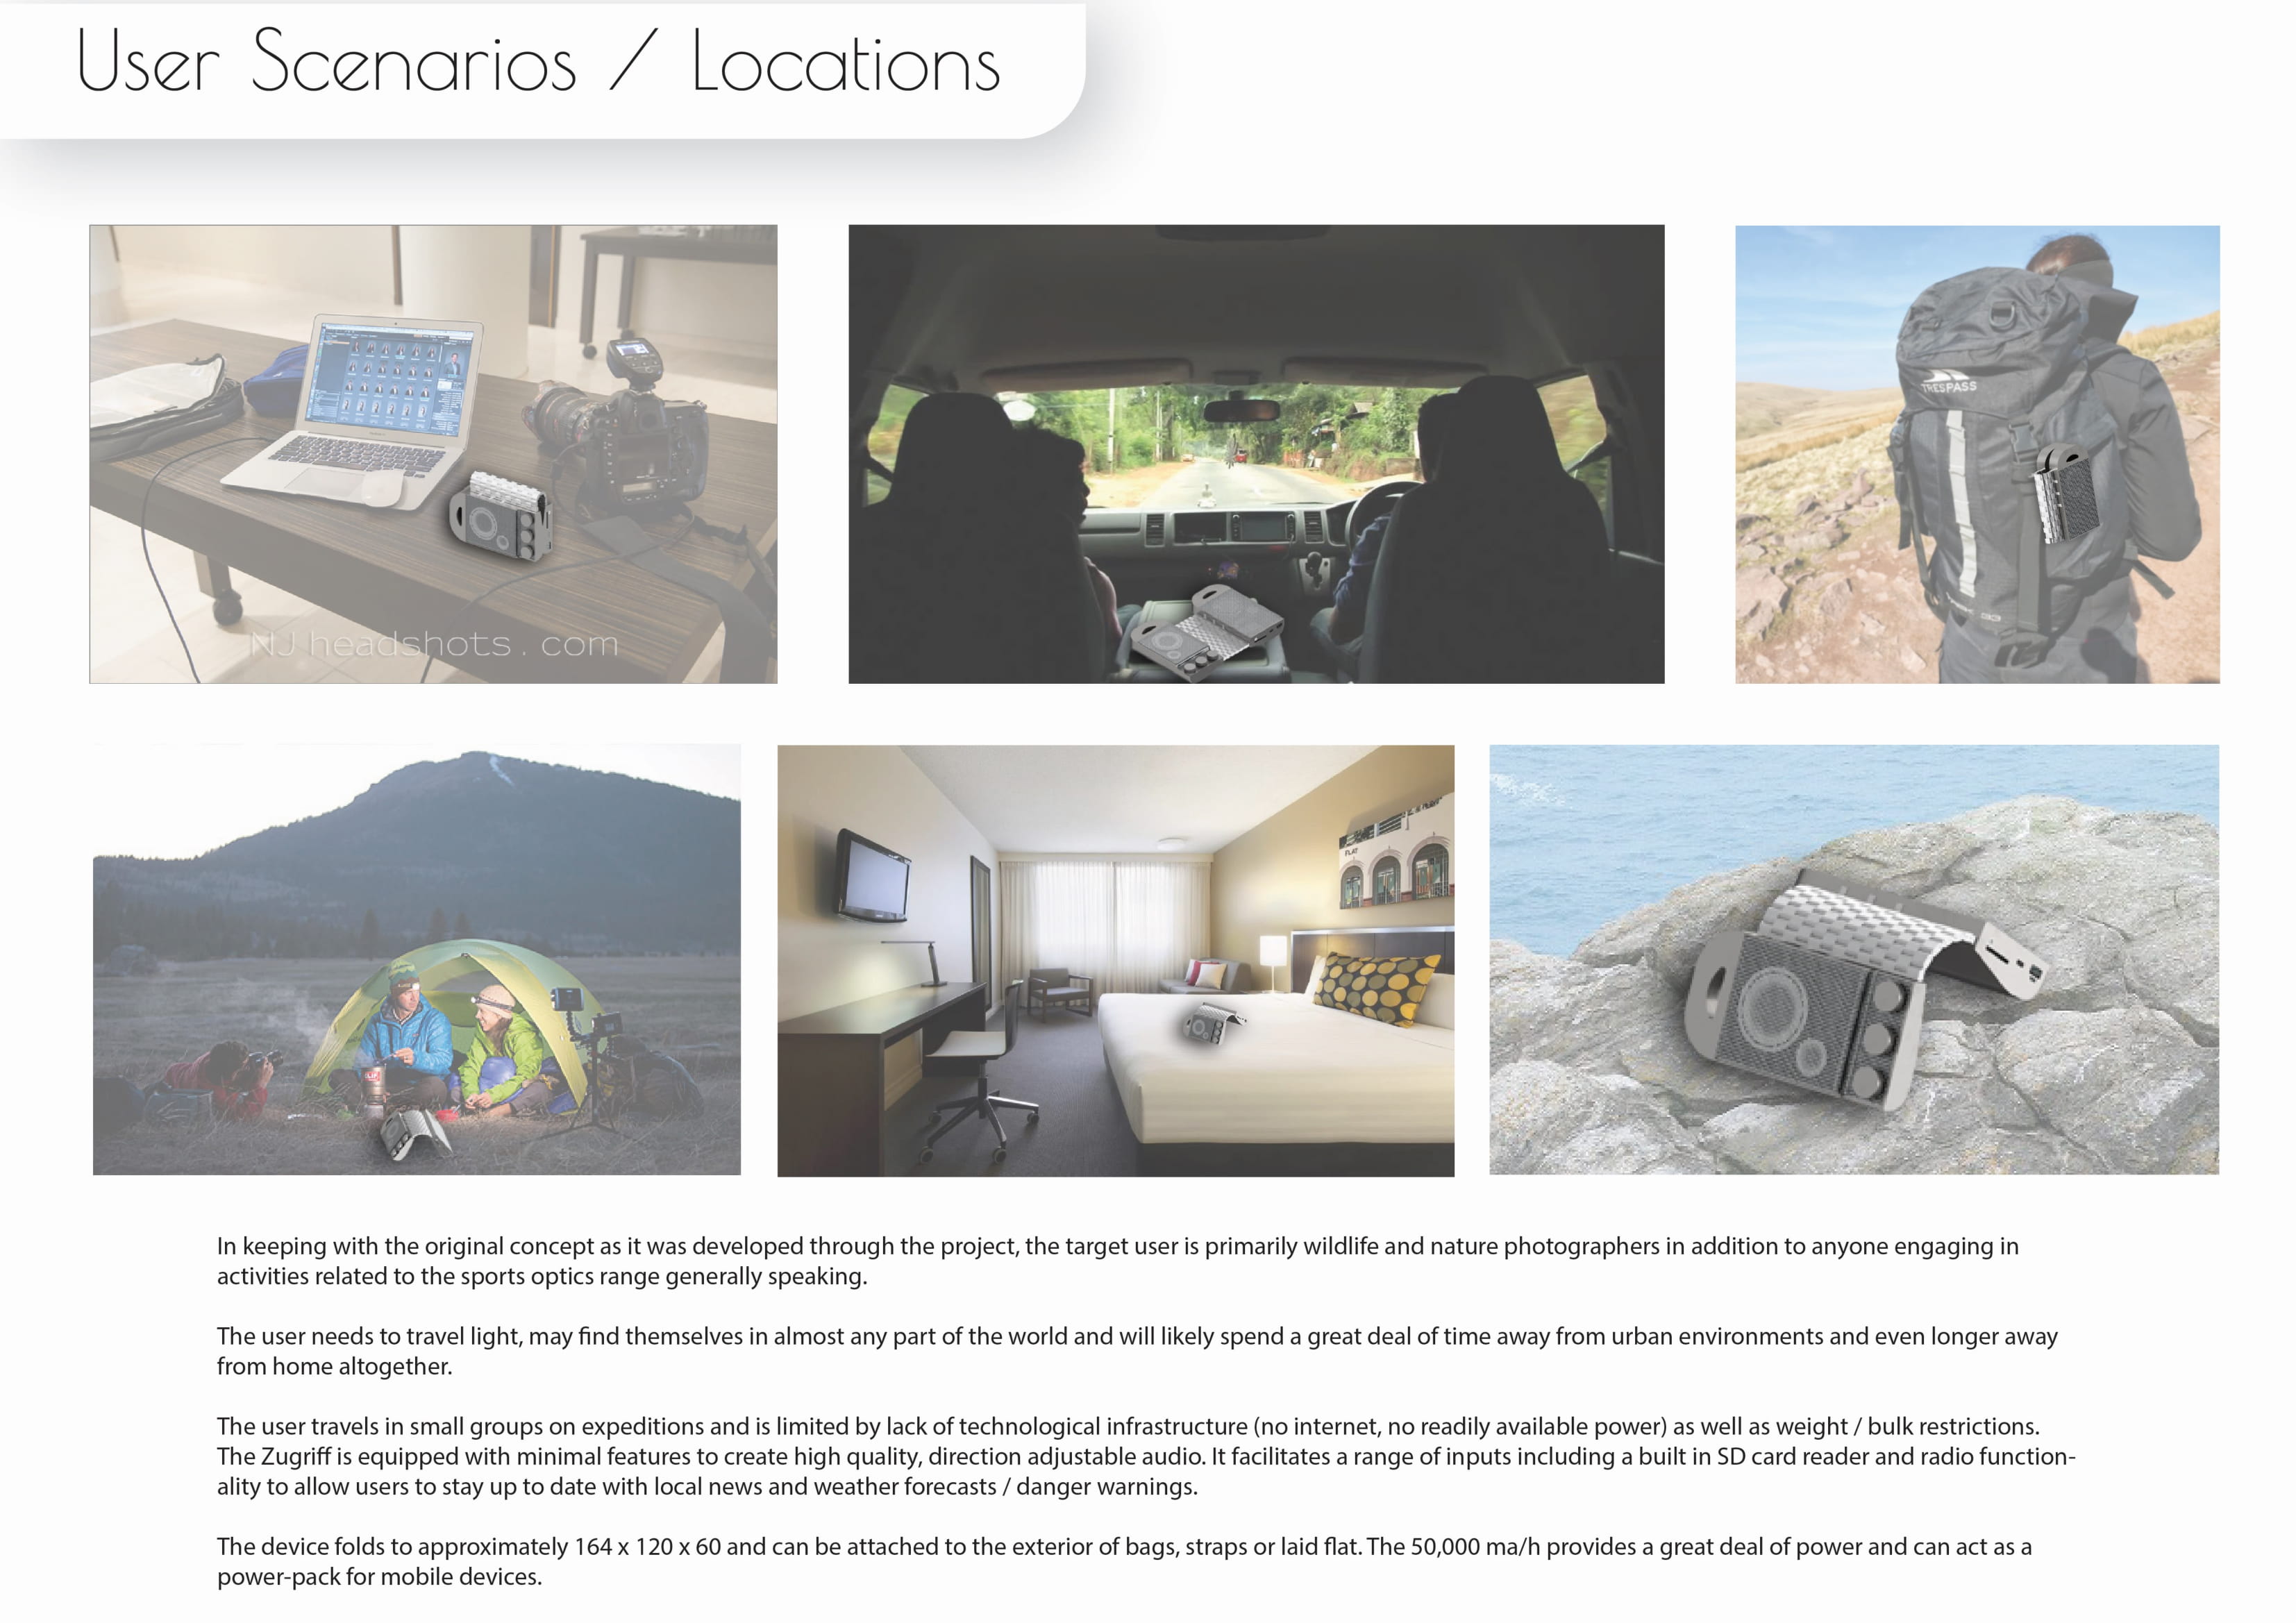 User Scenarios / Locations
TRESPASS
NJ headshots . com
FLAT
In keeping with the original concept as it was developed through the project, the target user is primarily wildlife and nature photographers in addition to anyone engaging in
activities related to the sports optics range generally speaking.
The user needs to travel light, may find themselves in almost any part of the world and will likely spend a great deal of time away from urban environments and even longer away
from home altogether.
The user travels in small groups on expeditions and is limited by lack of technological infrastructure (no internet, no readily available power) as well as weight / bulk restrictions.
The Zugriff is equipped with minimal features to create high quality, direction adjustable audio. It facilitates a range of inputs including a built in SD card reader and radio function-
ality to allow users to stay up to date with local news and weather forecasts / danger warnings.
The device folds to approximately 164 x 120 x 60 and can be attached to the exterior of bags, straps or laid flat. The 50,000 ma/h provides a great deal of power and can act as a
power-pack for mobile devices.